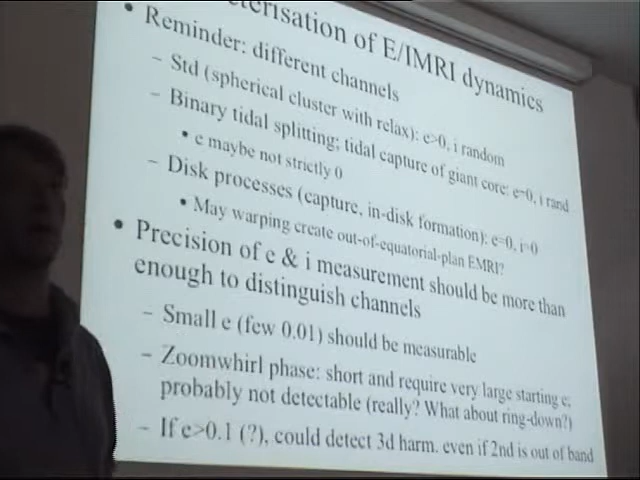 terisation of E/IMRI dynamics
• Reminder: different channels
– Std (spherical cluster with relax): e>0, i random
– Binary tidal splitting; tidal capture of giant core: e=0, i rand
• e maybe not strictly 0
– Disk processes (capture, in-disk formation): e=0, i=0
• May warping create out-of-equatorial-plan EMRI?
• Precision of e & i measurement should be more than
enough to distinguish channels
– Small e (few 0.01) should be measurable
– Zoomwhirl phase: short and require very large starting e;
probably not detectable (really? What about ring-down?)
– If e>0.1 (?), could detect 3d harm. even if 2nd is out of band